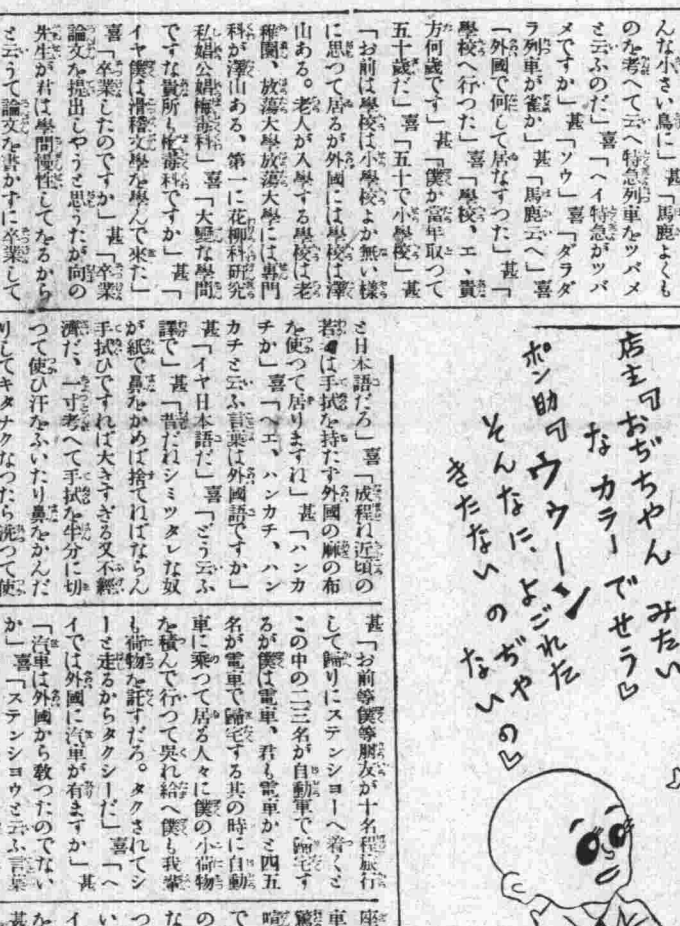 んな小さい鳥に」甚「馬鹿よくも
のを考へて云へ特急列車をツバメ
と云ふのだ」喜「ヘイ特急がツバ
メですか」甚「ソウ」喜「ダラダ
ラ列車が雀か」甚「馬鹿云へ」喜
「外國で何して居なすつた」甚「
學校へ行つた」喜「學校、エ、貴
方何歳です」甚「僕か當年取つて
五十歳だ」喜「五十で小學校」甚
「お前は學校は小學校よか無い樣
に思つて居るが外國には學校は澤
山ある。老人が入學する學校は老
稚園、放蕩大學放蕩大學には專門
科が澤山ある、第一に花柳科研究
私娼公娼梅毒科」喜「大變な學問
ですな貴所も梅毒科ですか」甚「
イヤ僕は滑稽文學を學んで來た」
喜「卒業したのですか」甚「卒業
論文を提出しやうと思うたが向の
先生が君は學問慢性してをるから
と云うて論文を書かずに卒業して
店主『おぢちやん みたい
な カラー でせう』
ポン助『ウゥーン
そんなに、よごれた
きたないの ぢや
ないの』
と日本語だろ」喜「成程ね近頃の
若	は手拭を持たず外國の麻の布
を使つて居りますね」甚「ハンカ
チか」喜「ヘエ、ハンカチ、ハン
カチと云ふ言葉は外國語ですか」
甚「イヤ日本語だ」喜「どう云ふ
譯で」甚「昔だれシミツタレな奴
が紙で鼻をかめば捨てればならん
手拭ひですれば大きすぎる又不經
濟だ、一寸考へて手拭を半分に切
つて使ひ汗をふいたり鼻をかんだ
りしてキタナクなつたら洗つて使
甚「お前等僕等朋友が十名程旅行
して歸りにステンシヨーへ着くと
この中の二三名が自動車で歸宅す
るが僕は電車、君も電車かと四五
名が電車で歸宅する其の時に自動
車に乘つて居る人々に僕の小荷物
を積んで行つて呉れ給へ僕も我輩
も荷物を託すだろ。タクされてシ
ーと走るからタクシーだ」喜「ヘ
イでは外國に汽車が有ますか」甚
「汽車は外國から敎つたのでない
か」喜「ステンシヨウと云ふ言葉